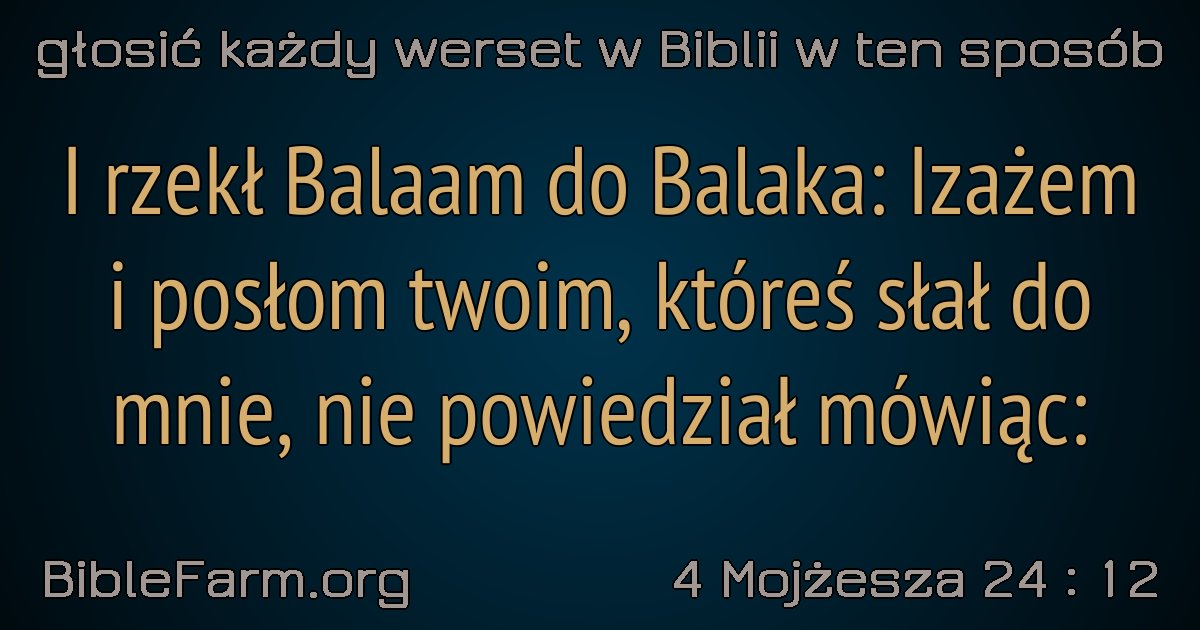 głosić każdy werset w Biblii w ten sposób
I rzekł Balaam do Balaka: Izażem
i posłom twoim, któreś słał do
mnie, nie powiedział mówiąc:
BibleFarm.org
4 Mojżesza 24 : 12